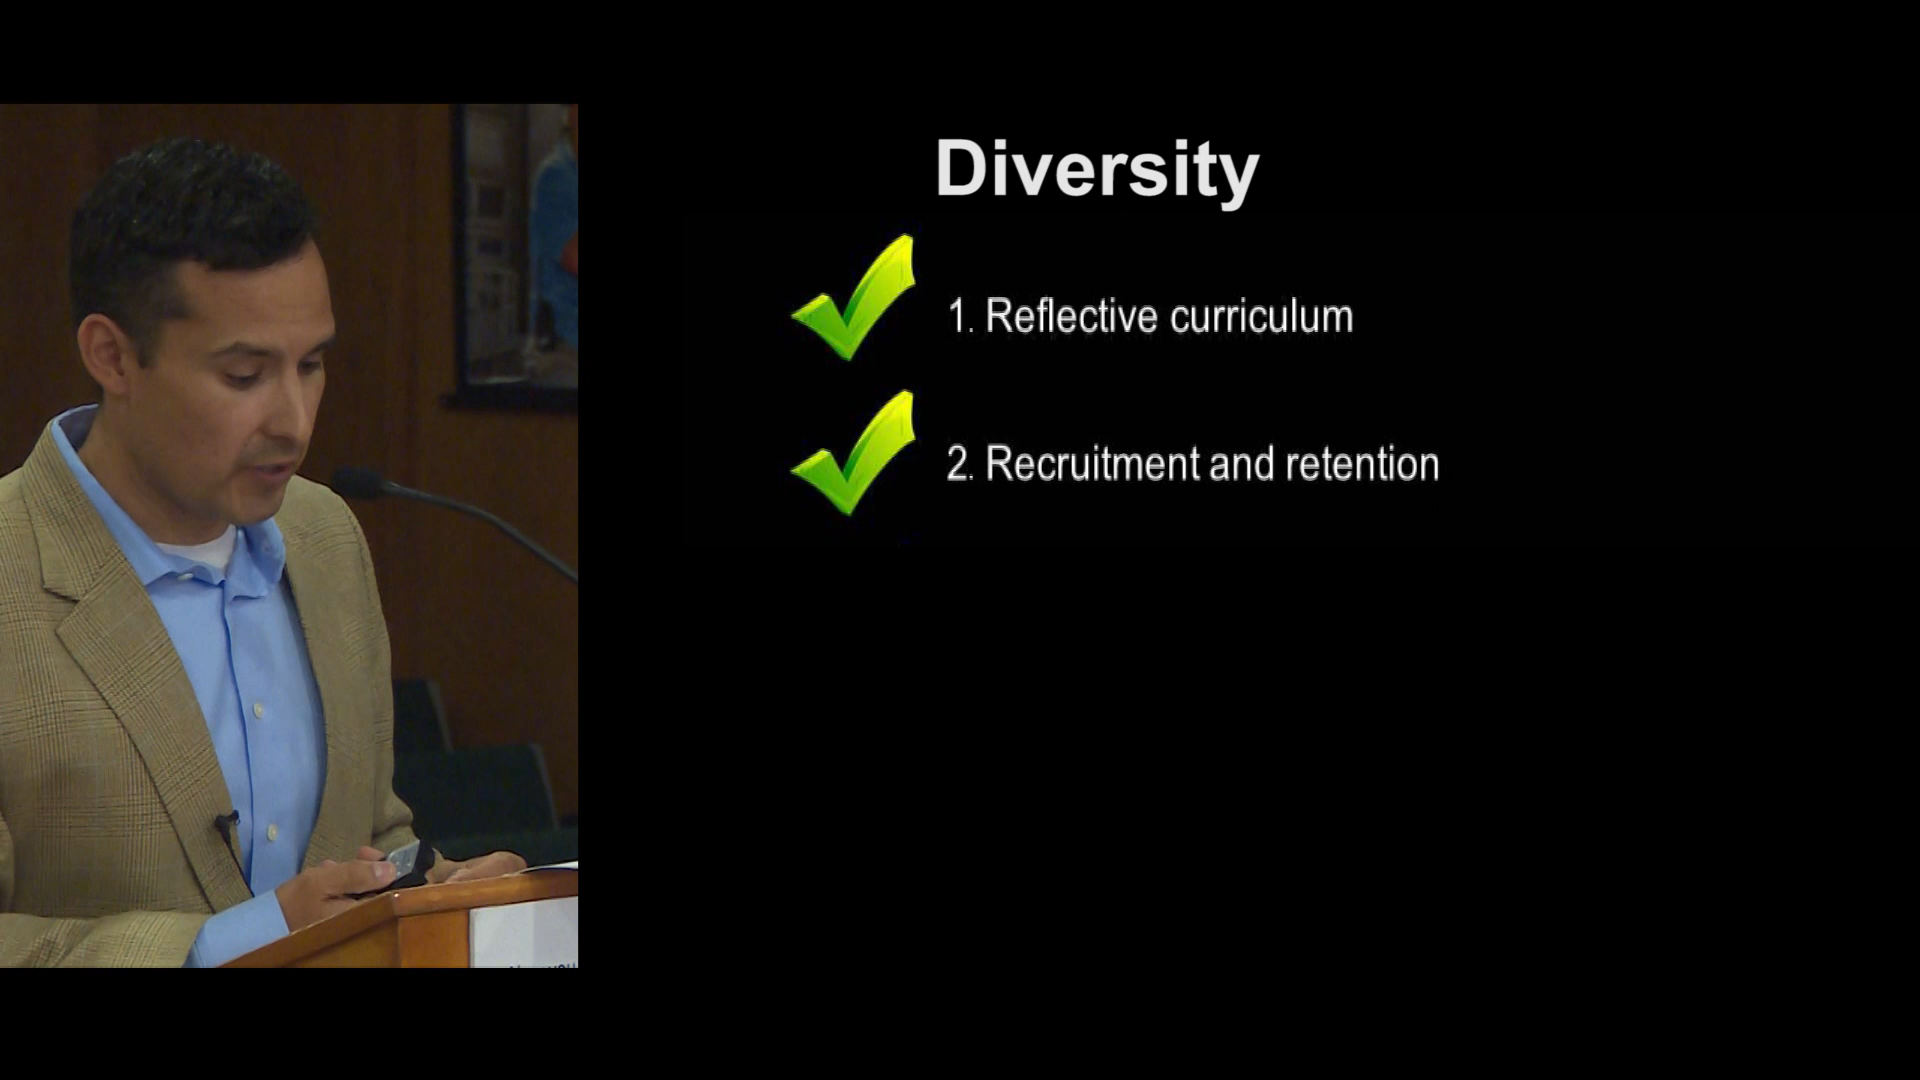 Diversity
1. Reflective curriculum
2. Recruitment and retention